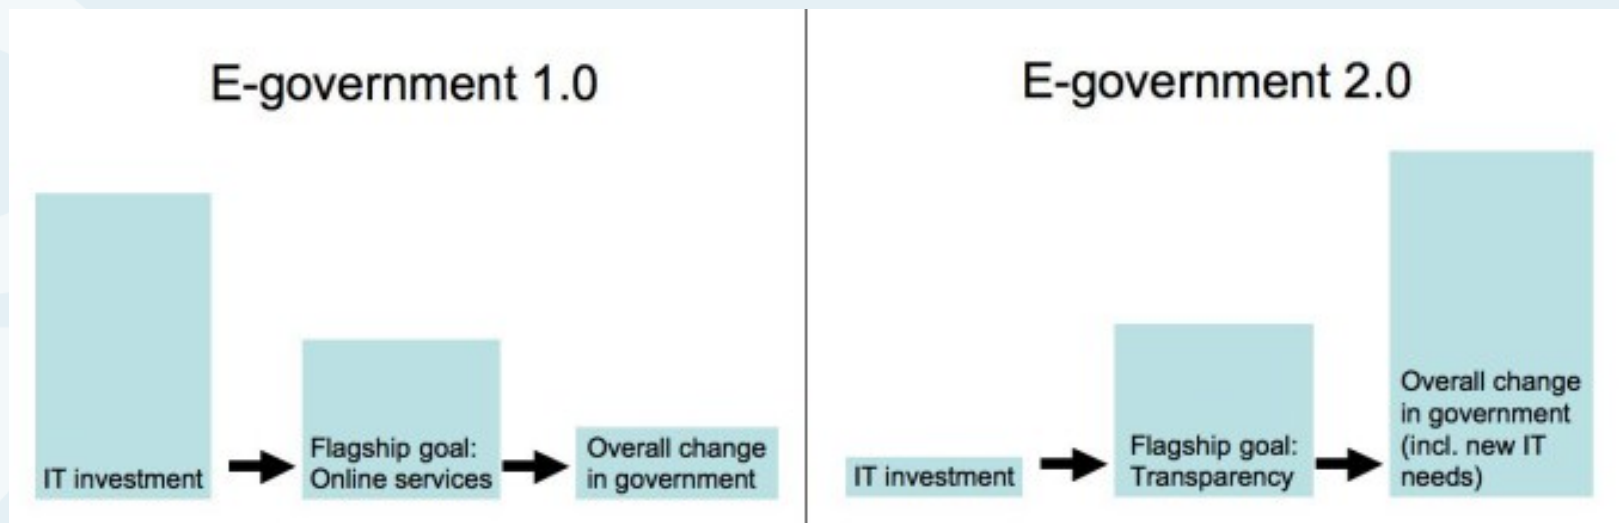 E-government 1.0
IT investment
Flagship goal:
Online services
Overall change
in government
E-government 2.0
IT investment
Flagship goal:
Transparency
Overall change
in government
(incl. new IT
needs)